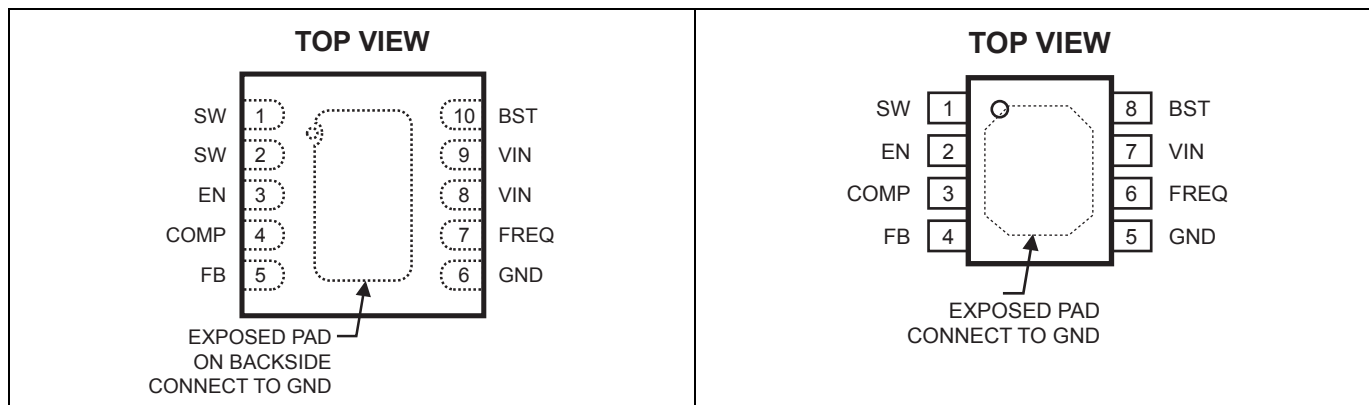 TOP VIEW
SW 1 10 BST
SW 2 9 VIN
EN 3 8 VIN
COMP 4 7 FREQ
FB 5 6 GND
EXPOSED PAD
ON BACKSIDE
CONNECT TO GND
TOP VIEW
SW 1 8 BST
EN 2 7 VIN
COMP 3 6 FREQ
FB 4 5 GND
EXPOSED PAD
CONNECT TO GND